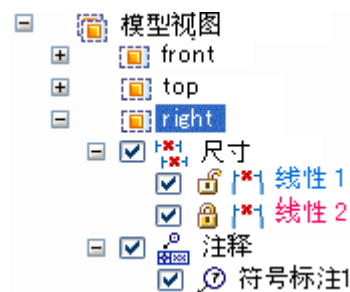 模型视图
front
top
right
尺寸
线性 1
线性 2
注释
符号标注1